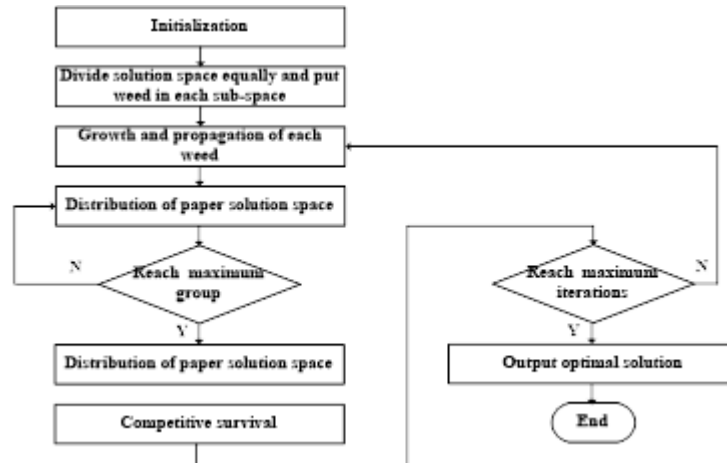 Initialization
Divide solution space equally and put
weed in each sub-space
Growth and propagation of each
weed
Distribution of paper solution space
N
Reach maximum
group
Y
Distribution of paper solution space
Competitive survival
Reach maximum
iterations
N
Y
Output optimal solution
End